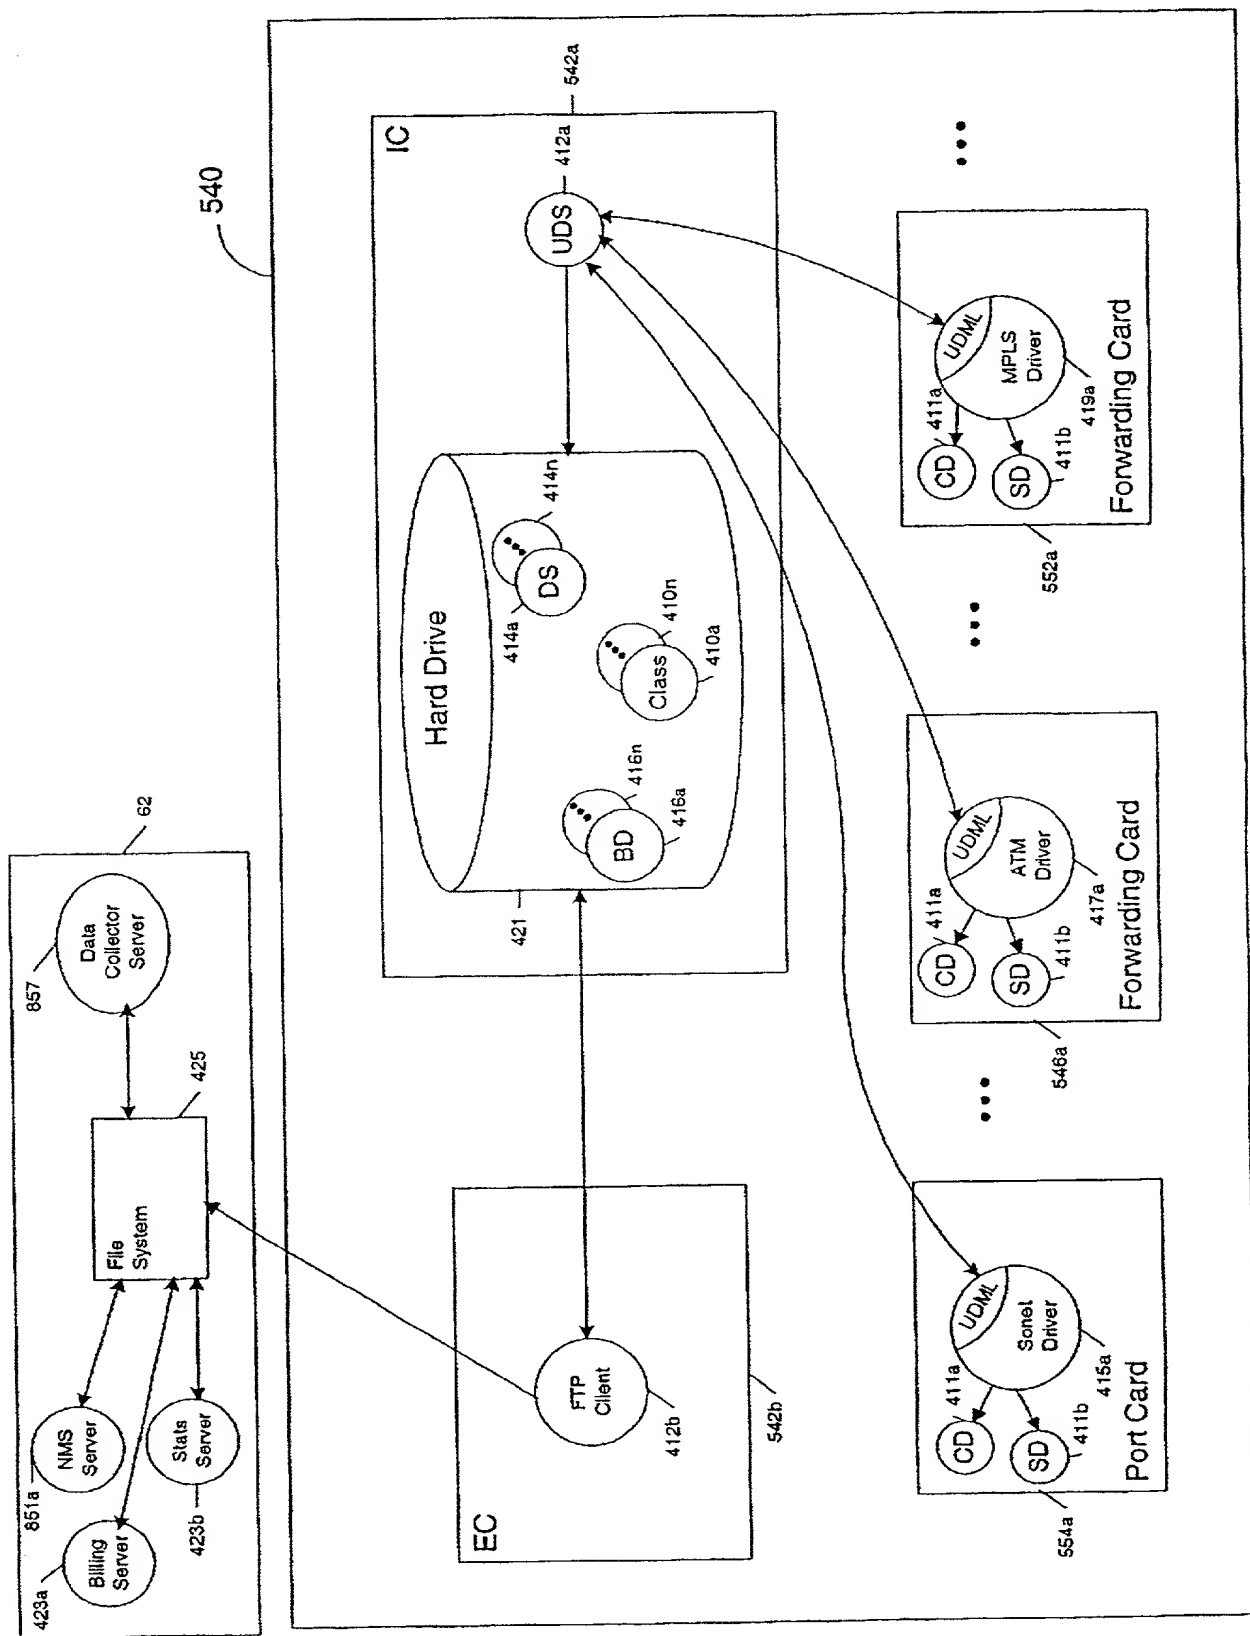 62
857
Data
Collector
Server
425
File
System
851a
NMS
Server
423a
Billing
Server
Stats
Server
423b
540
IC
542a
UDS
412a
Hard Drive
421
414n
DS
414a
410n
Class
410a
416n
BD
416a
EC
FTP
Client
412b
542b
UDML
Sonet
Driver
415a
CD
411a
SD
411b
Port Card
554a
UDML
ATM
Driver
417a
CD
411a
SD
411b
Forwarding Card
546a
UDML
MPLS
Driver
419a
CD
411a
SD
411b
Forwarding Card
552a